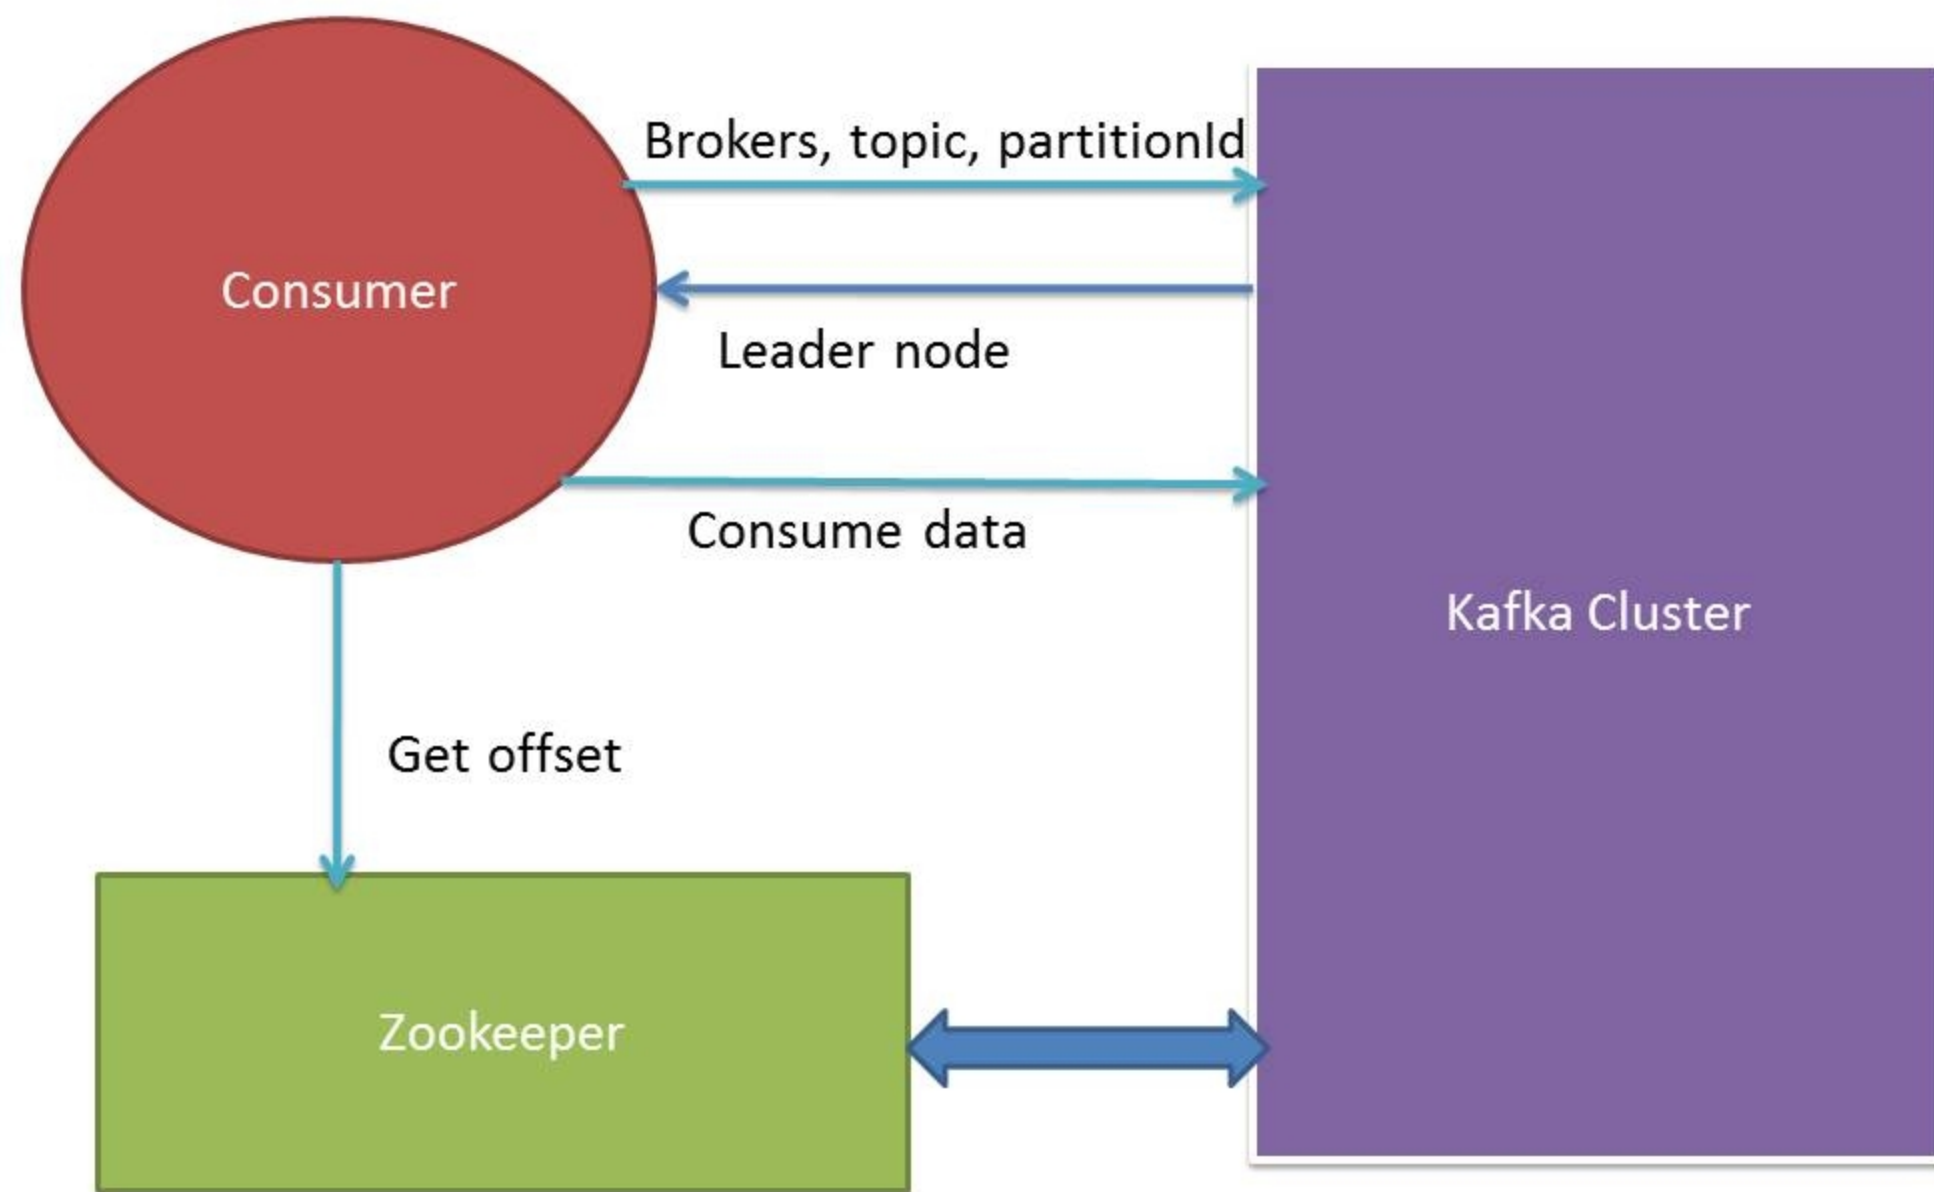 Brokers, topic, partitionId
Consumer
Leader node
Consume data
Kafka Cluster
Get offset
Zookeeper